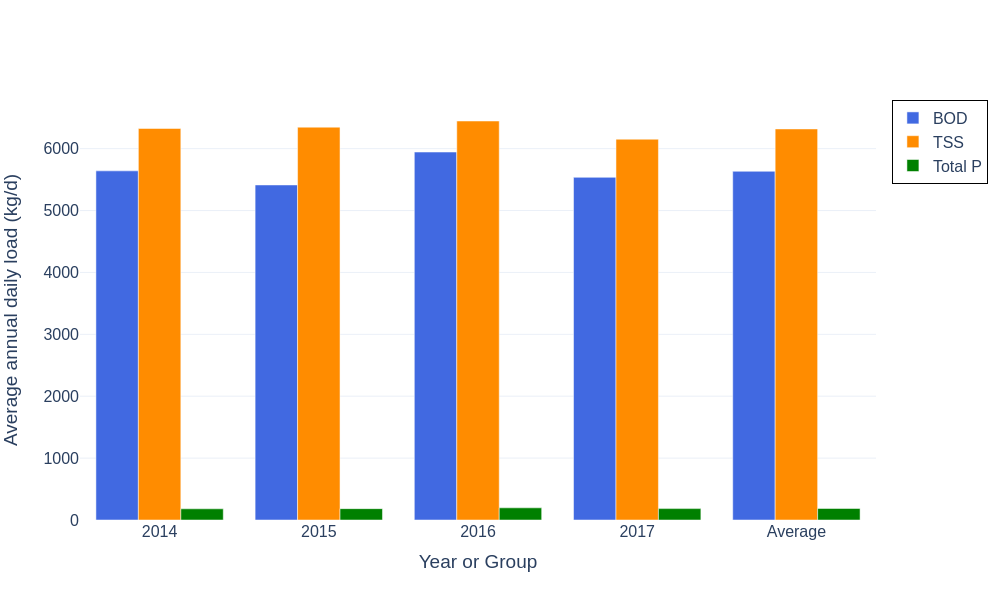 BOD
TSS
Total P
Average annual daily load (kg/d)
6000
5000
4000
3000
2000
1000
0
2014
2015
2016
2017
Average
Year or Group